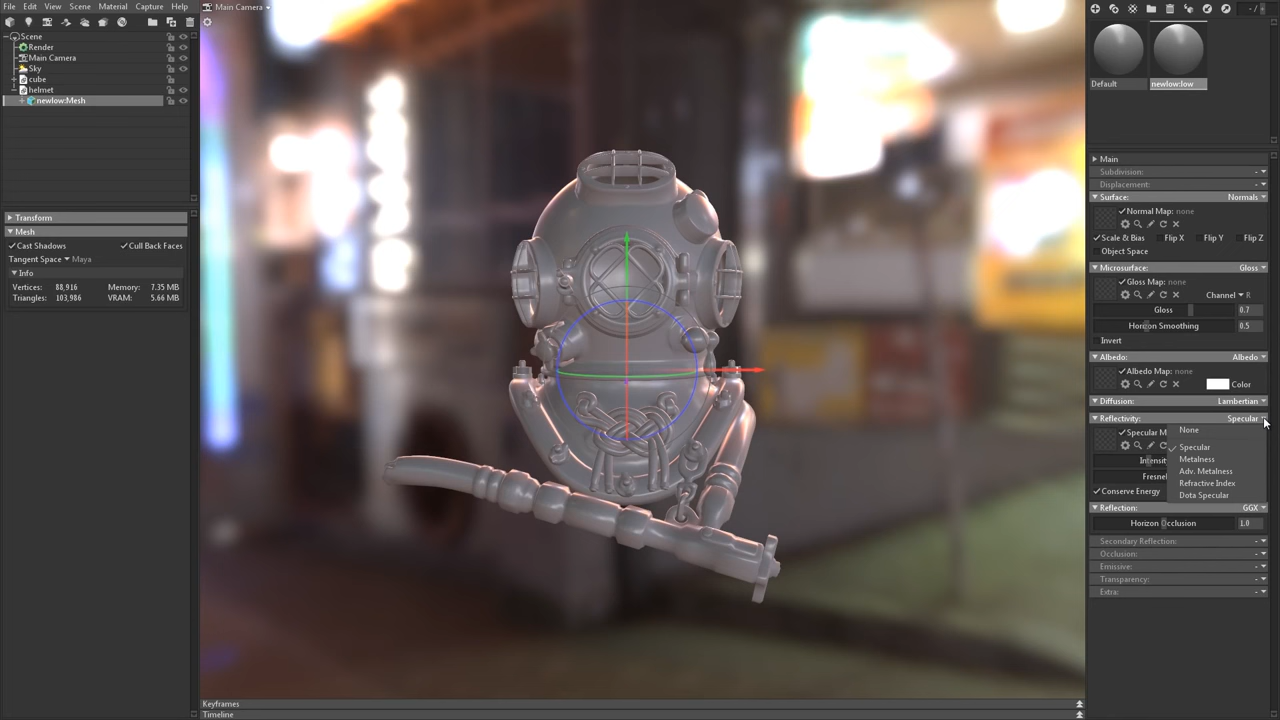 File Edit View Scene Material Capture Help
Main Camera
Scene
Render
Main Camera
Sky
cube
helmet
newlow:Mesh
Transform
Mesh
Cast Shadows Cull Back Faces
Tangent Space Maya
Info
Vertices: 88,916 Memory: 7.35 MB
Triangles: 103,986 VRAM: 5.66 MB
Keyframes
Timeline
- /
Default newlow:low
Main
Subdivision: -
Displacement: -
Surface: Normals
Normal Map: none
Scale & Bias Flip X Flip Y Flip Z
Object Space
Microsurface: Gloss
Gloss Map: none
Channel R
Gloss 0.7
Horizon Smoothing 0.5
Invert
Albedo: Albedo
Albedo Map: none
Color
Diffusion: Lambertian
Reflectivity: Specular
None
Specular M
Specular
Metalness
Adv. Metalness
Refractive Index
Dota Specular
Intensit
Fresnel
Conserve Energy
Reflection: GGX
Horizon Occlusion 1.0
Secondary Reflection: -
Occlusion: -
Emissive: -
Transparency: -
Extra: -